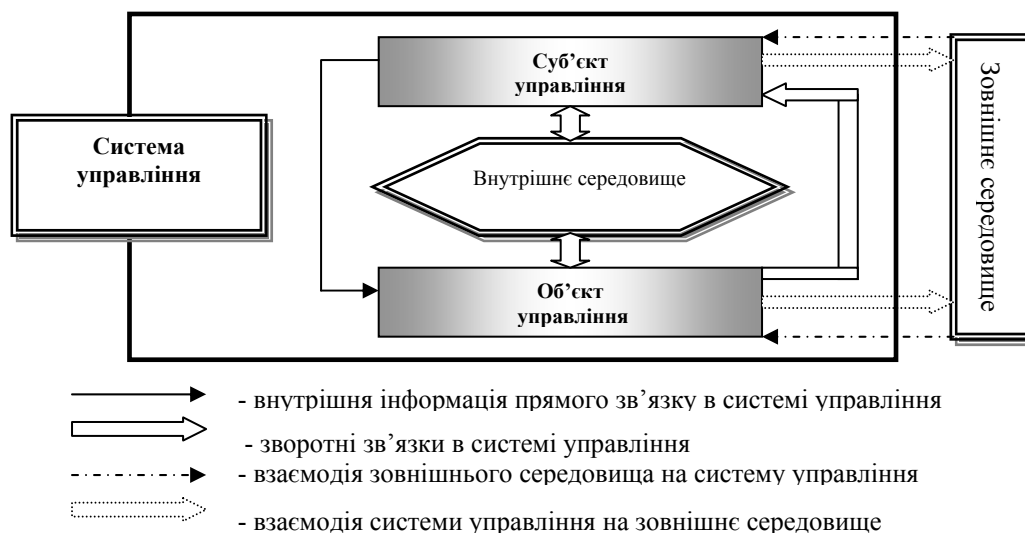 Суб’єкт
управління
Система
управління
Внутрішнє середовище
Об’єкт
управління
Зовнішнє середовище
- внутрішня інформація прямого зв’язку в системі управління
- зворотні зв’язки в системі управління
- взаємодія зовнішнього середовища на систему управління
- взаємодія системи управління на зовнішнє середовище